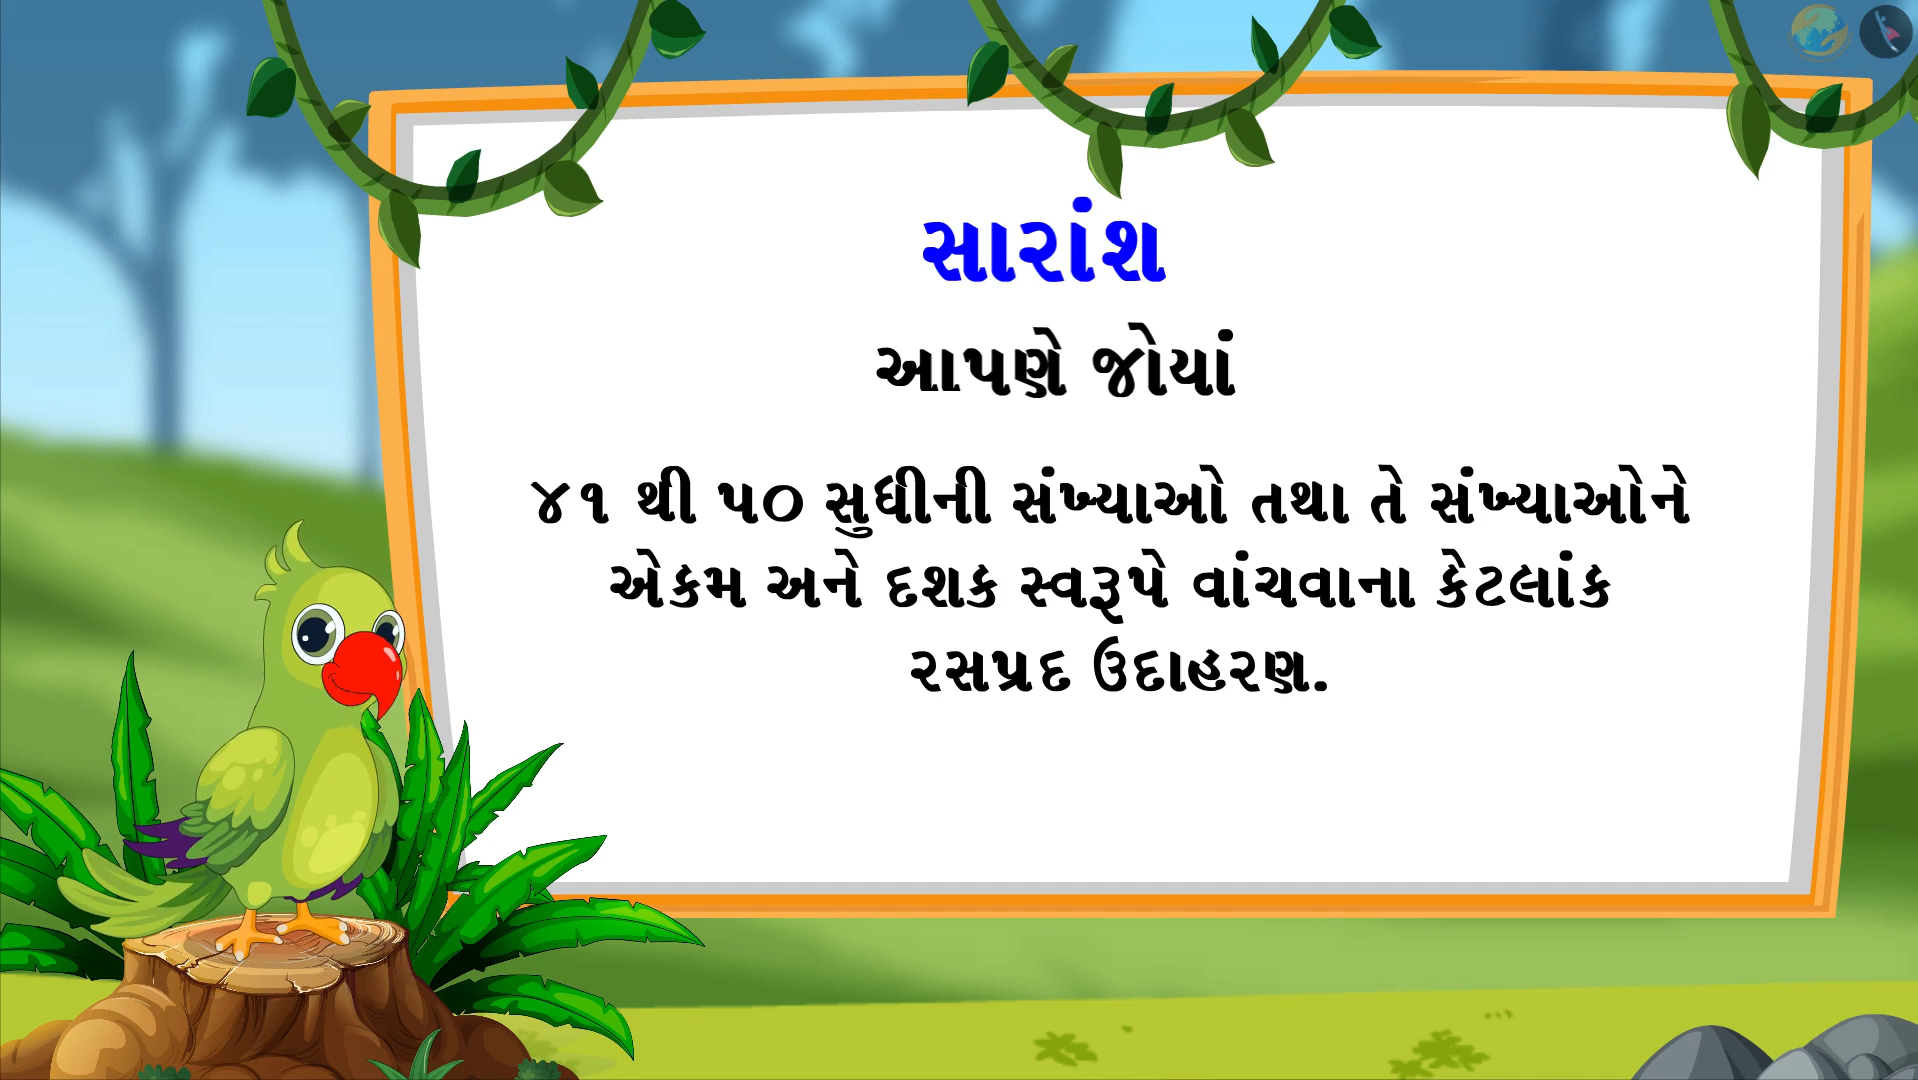 સારાંશ
આપણે જોયાં
૪૧ થી ૫૦ સુધીની સંખ્યાઓ તથા તે સંખ્યાઓને
એકમ અને દશક સ્વરૂપે વાંચવાના કેટલાંક
રસપ્રદ ઉદાહરણ.